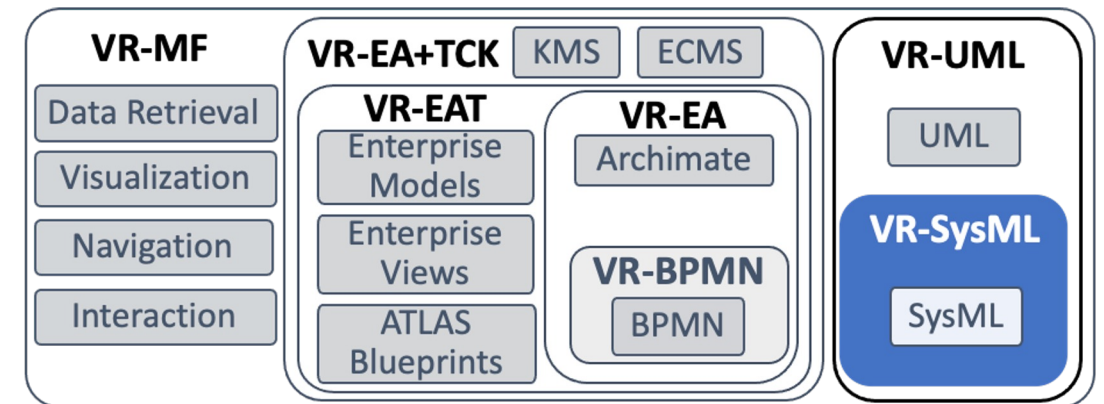 VR-MF
Data Retrieval
Visualization
Navigation
Interaction
VR-EA+TCK
KMS
ECMS
VR-EAT
Enterprise
Models
Enterprise
Views
ATLAS
Blueprints
VR-EA
Archimate
VR-BPMN
BPMN
VR-UML
UML
VR-SysML
SysML